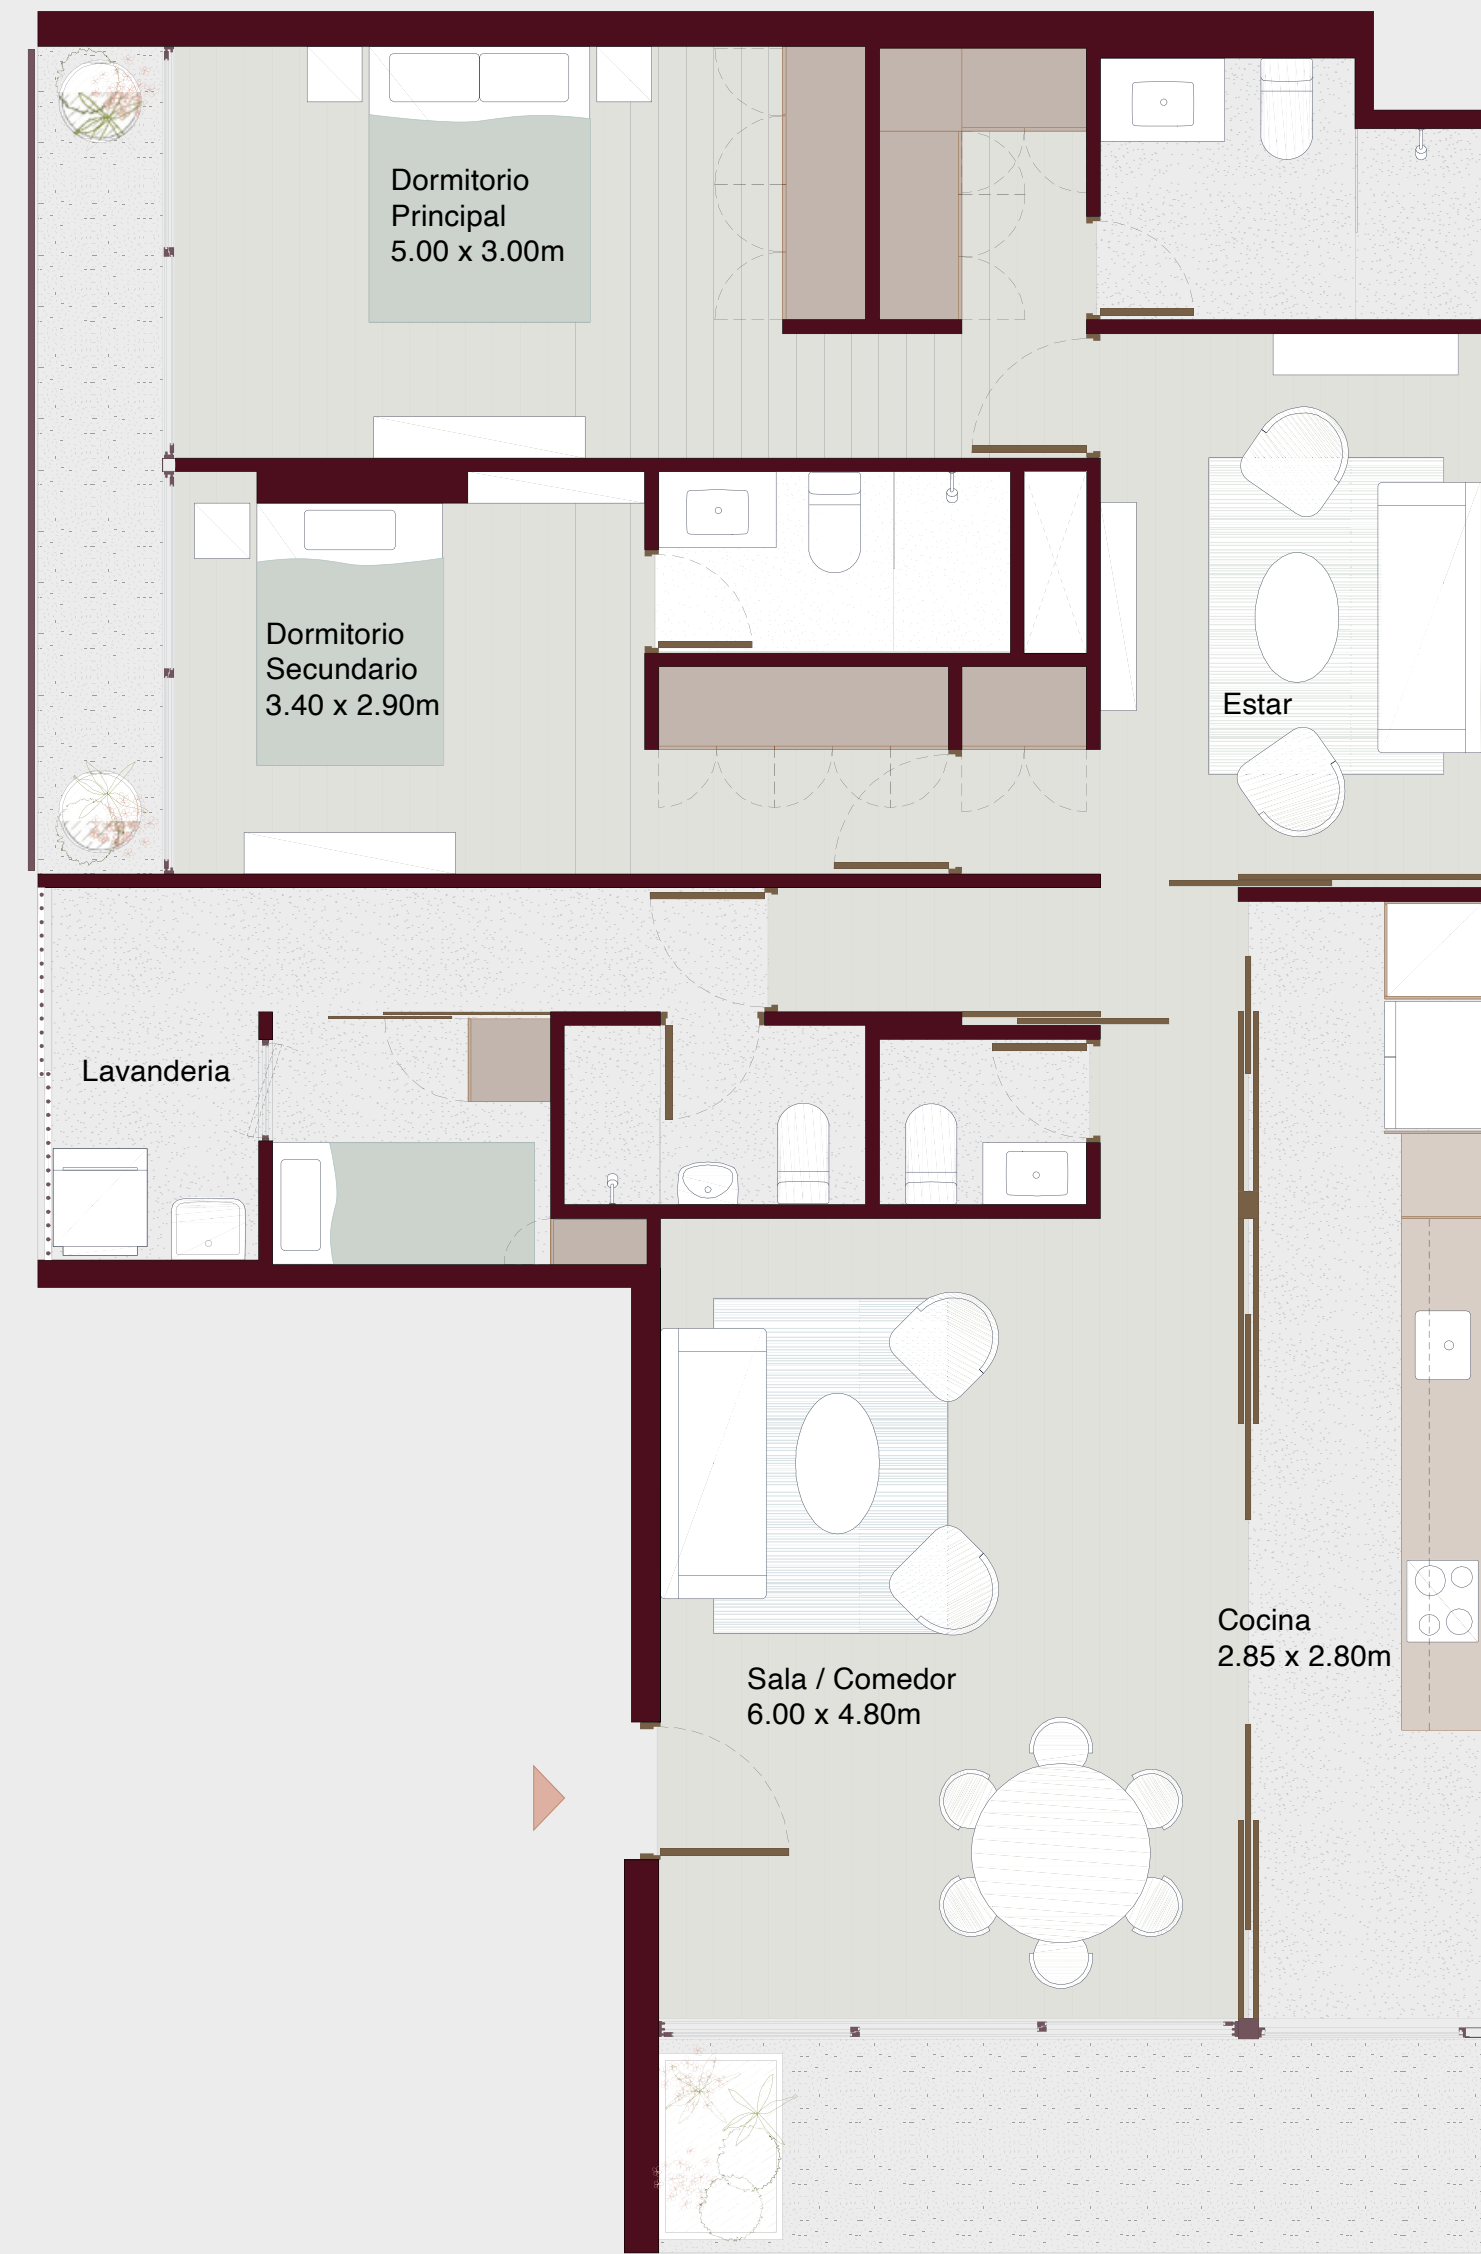 Dormitorio
Principal
5.00 x 3.00m
Dormitorio
Secundario
3.40 x 2.90m
Estar
Lavanderia
Cocina
2.85 x 2.80m
Sala / Comedor
6.00 x 4.80m